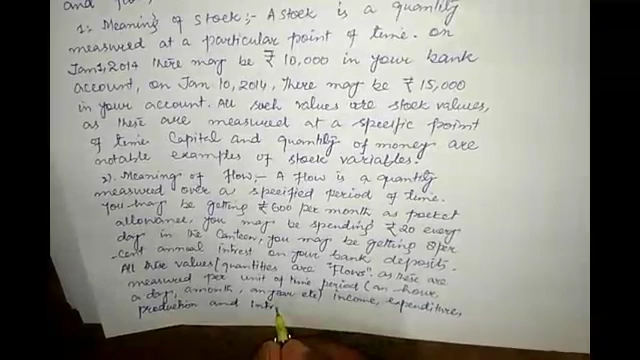 and
1). Meaning of stock;- A stock is a quantity
measured at a particular point of time. On
Jan 1, 2014 there may be ₹ 10,000 in your bank
account, on Jan 10, 2014, There may be ₹ 15,000
in your account. All such values are stock values,
as these are measured at a specific point
of time. Capital and quantity of money are
notable examples of stock variables.
2). Meaning of flow;- A flow is a quantity
measured over a specified period of time.
You may be getting ₹600 per month as pocket
allowance, you may be spending ₹20 every
day in the Canteen, you may be getting 8 per
-cent annual intrest on your bank deposits.
All these values/quantities are "flows". as these are
measured per unit of time period (an hour,
a day, a month, an year etc) income, expenditure,
production and intr